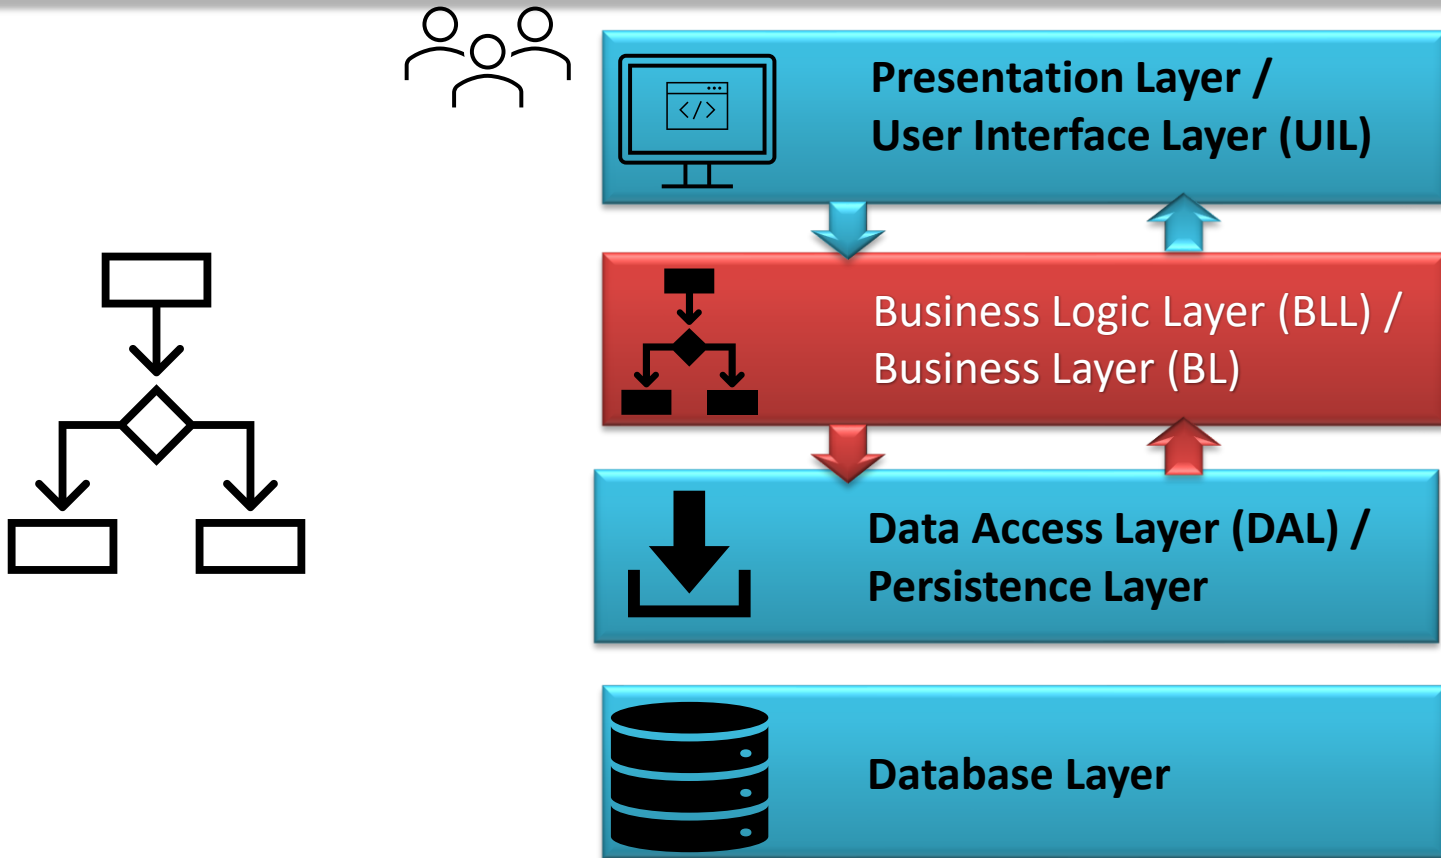 </>
Presentation Layer /
User Interface Layer (UIL)
Business Logic Layer (BLL) /
Business Layer (BL)
Data Access Layer (DAL) /
Persistence Layer
Database Layer